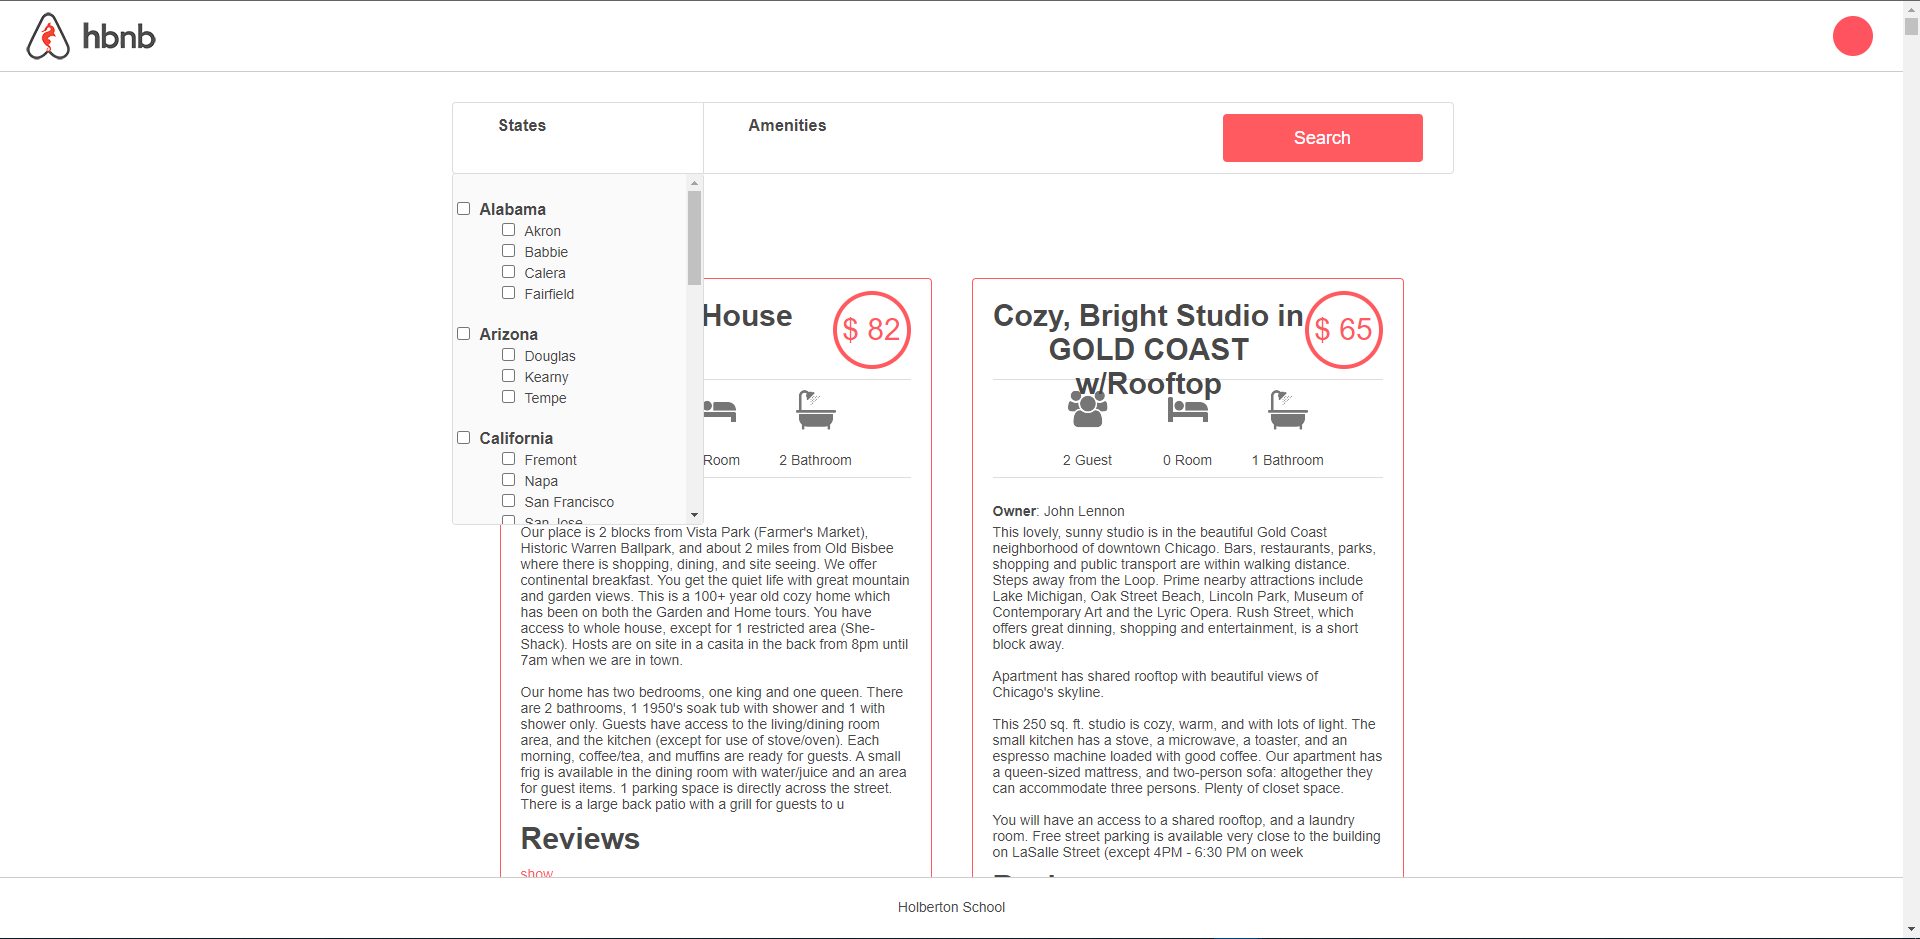 hbnb
States
Amenities
Search
Alabama
Akron
Babbie
Calera
Fairfield
Arizona
Douglas
Kearny
Tempe
California
Fremont
Napa
San Francisco
San Jose
House
$ 82
Room
2 Bathroom
Our place is 2 blocks from Vista Park (Farmer's Market),
Historic Warren Ballpark, and about 2 miles from Old Bisbee
where there is shopping, dining, and site seeing. We offer
continental breakfast. You get the quiet life with great mountain
and garden views. This is a 100+ year old cozy home which
has been on both the Garden and Home tours. You have
access to whole house, except for 1 restricted area (She-
Shack). Hosts are on site in a casita in the back from 8pm until
7am when we are in town.
Our home has two bedrooms, one king and one queen. There
are 2 bathrooms, 1 1950's soak tub with shower and 1 with
shower only. Guests have access to the living/dining room
area, and the kitchen (except for use of stove/oven). Each
morning, coffee/tea, and muffins are ready for guests. A small
frig is available in the dining room with water/juice and an area
for guest items. 1 parking space is directly across the street.
There is a large back patio with a grill for guests to u
Reviews
show
Cozy, Bright Studio in
GOLD COAST
w/Rooftop
$ 65
2 Guest
0 Room
1 Bathroom
Owner: John Lennon
This lovely, sunny studio is in the beautiful Gold Coast
neighborhood of downtown Chicago. Bars, restaurants, parks,
shopping and public transport are within walking distance.
Steps away from the Loop. Prime nearby attractions include
Lake Michigan, Oak Street Beach, Lincoln Park, Museum of
Contemporary Art and the Lyric Opera. Rush Street, which
offers great dinning, shopping and entertainment, is a short
block away.
Apartment has shared rooftop with beautiful views of
Chicago's skyline.
This 250 sq. ft. studio is cozy, warm, and with lots of light. The
small kitchen has a stove, a microwave, a toaster, and an
espresso machine loaded with good coffee. Our apartment has
a queen-sized mattress, and two-person sofa: altogether they
can accommodate three persons. Plenty of closet space.
You will have an access to a shared rooftop, and a laundry
room. Free street parking is available very close to the building
on LaSalle Street (except 4PM - 6:30 PM on week
Holberton School